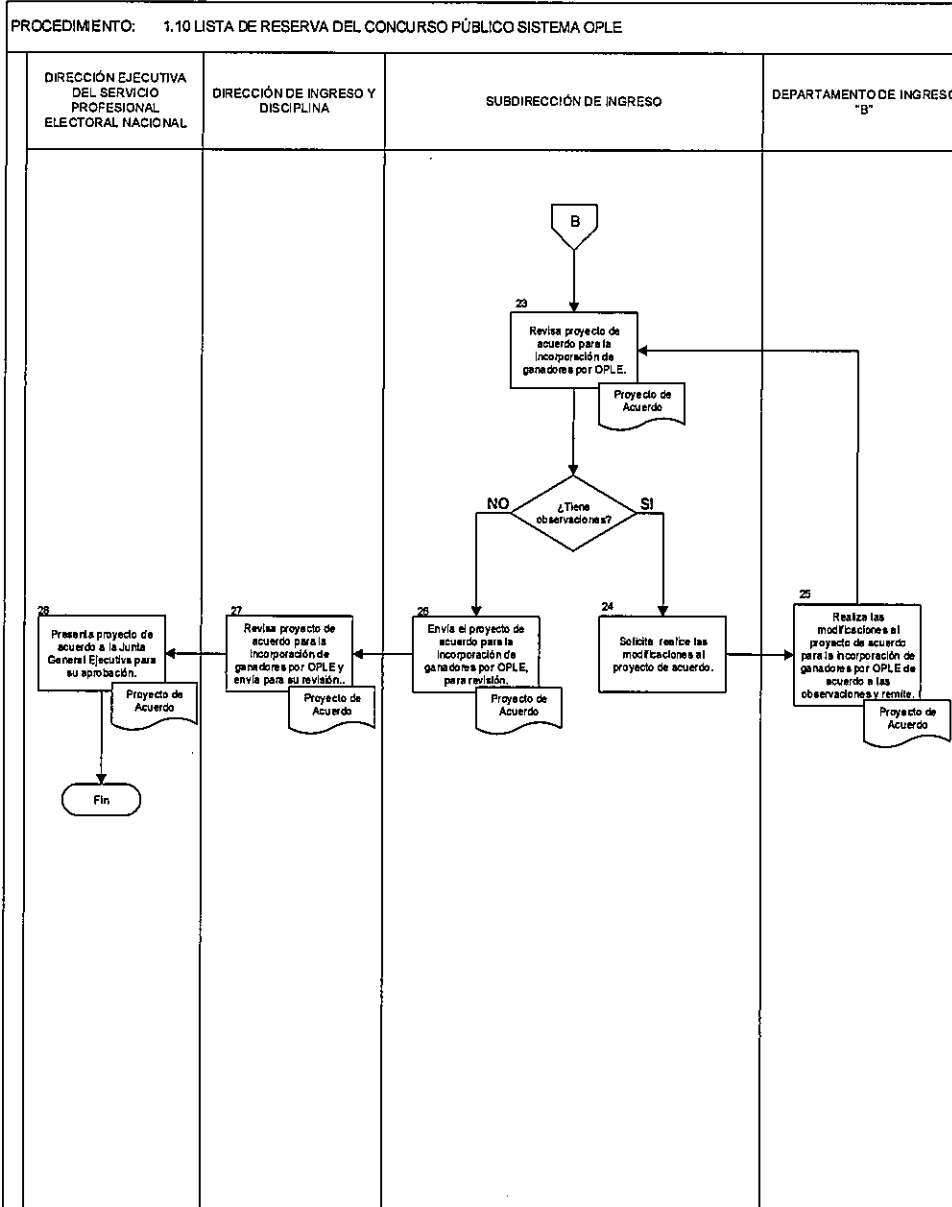 PROCEDIMIENTO: 1.10 LISTA DE RESERVA DEL CONCURSO PÚBLICO SISTEMA OPLE
DIRECCIÓN EJECUTIVA
DEL SERVICIO
PROFESIONAL
ELECTORAL NACIONAL
DIRECCIÓN DE INGRESO Y
DISCIPLINA
SUBDIRECCIÓN DE INGRESO
DEPARTAMENTO DE INGRESO
"B"
B
23
Revisa proyecto de
acuerdo para la
incorporación de
ganadores por OPLE.
Proyecto de
Acuerdo
NO
¿Tiene
observaciones?
SI
28
Presenta proyecto de
acuerdo a la Junta
General Ejecutiva para
su aprobación.
Proyecto de
Acuerdo
27
Revisa proyecto de
acuerdo para la
incorporación de
ganadores por OPLE y
envía para su revisión..
Proyecto de
Acuerdo
26
Envía el proyecto de
acuerdo para la
incorporación de
ganadores por OPLE,
para revisión.
Proyecto de
Acuerdo
24
Solicita realice las
modificaciones al
proyecto de acuerdo.
25
Realiza las
modificaciones al
proyecto de acuerdo
para la incorporación de
ganadores por OPLE de
acuerdo a las
observaciones y remite.
Proyecto de
Acuerdo
Fin